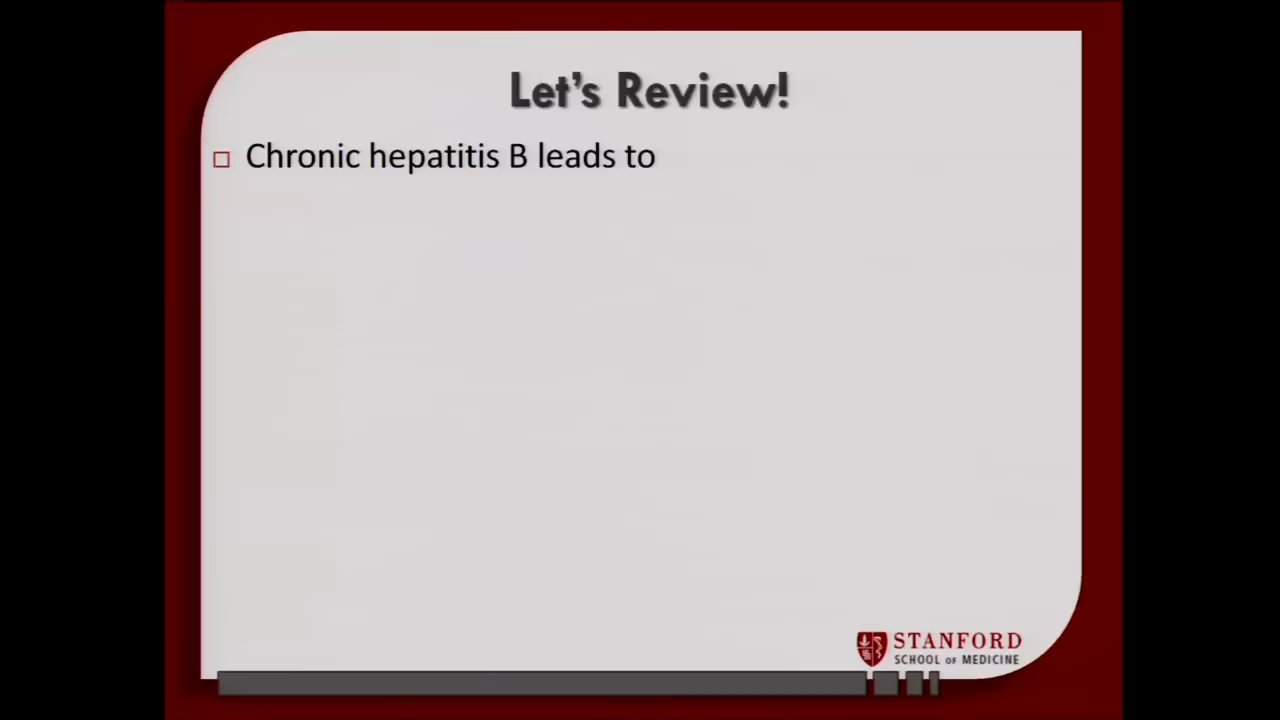 Let's Review!
Chronic hepatitis B leads to
STANFORD
SCHOOL OF MEDICINE